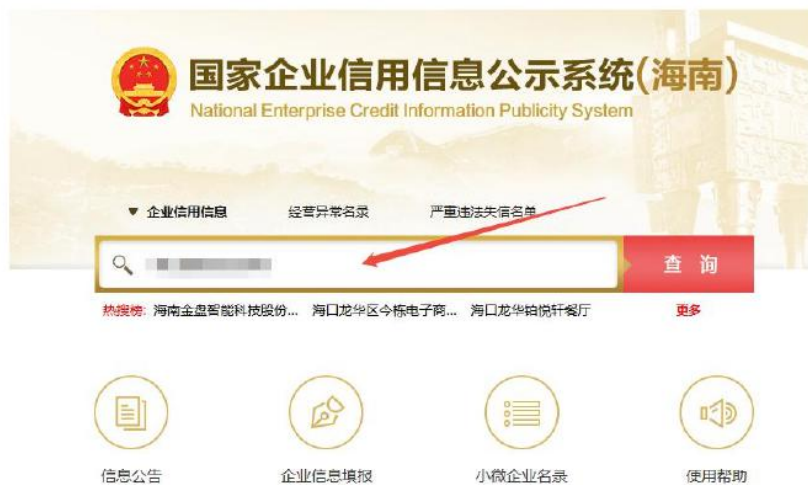 国家企业信用信息公示系统(海南)
National Enterprise Credit Information Publicity System
▼ 企业信用信息 经营异常名录 严重违法失信名单
查询
热搜榜: 海南金盘智能科技股份... 海口龙华区今栋电子商... 海口龙华铂悦轩餐厅 更多
信息公告 企业信息填报 小微企业名录 使用帮助